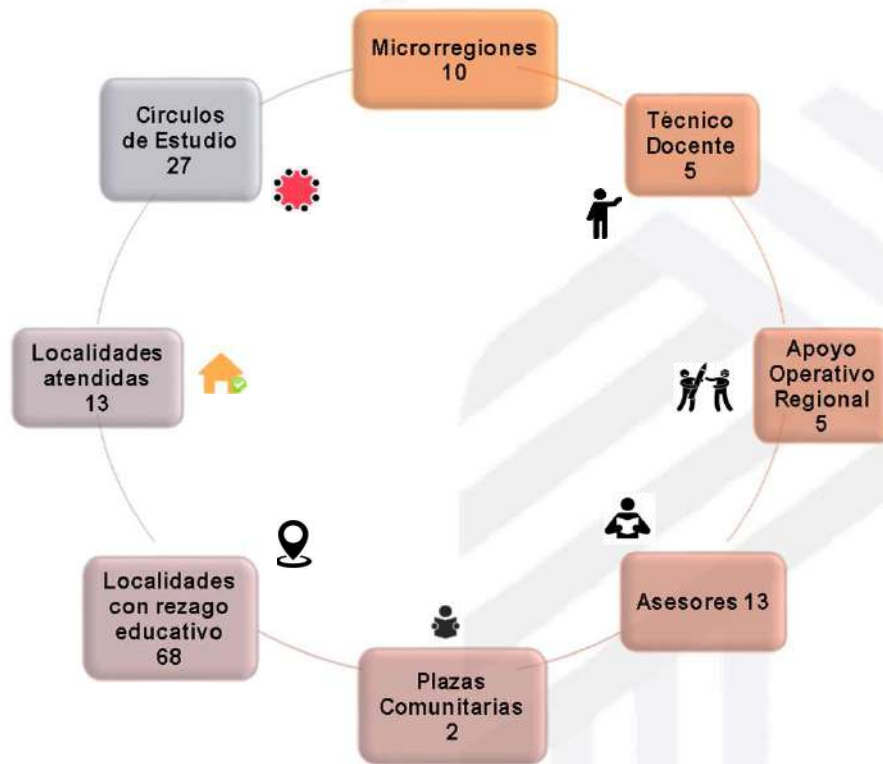 Microrregiones
10
Técnico
Docente
5
Apoyo
Operativo
Regional
5
Asesores 13
Plazas
Comunitarias
2
Localidades
con rezago
educativo
68
Localidades
atendidas
13
Círculos
de Estudio
27